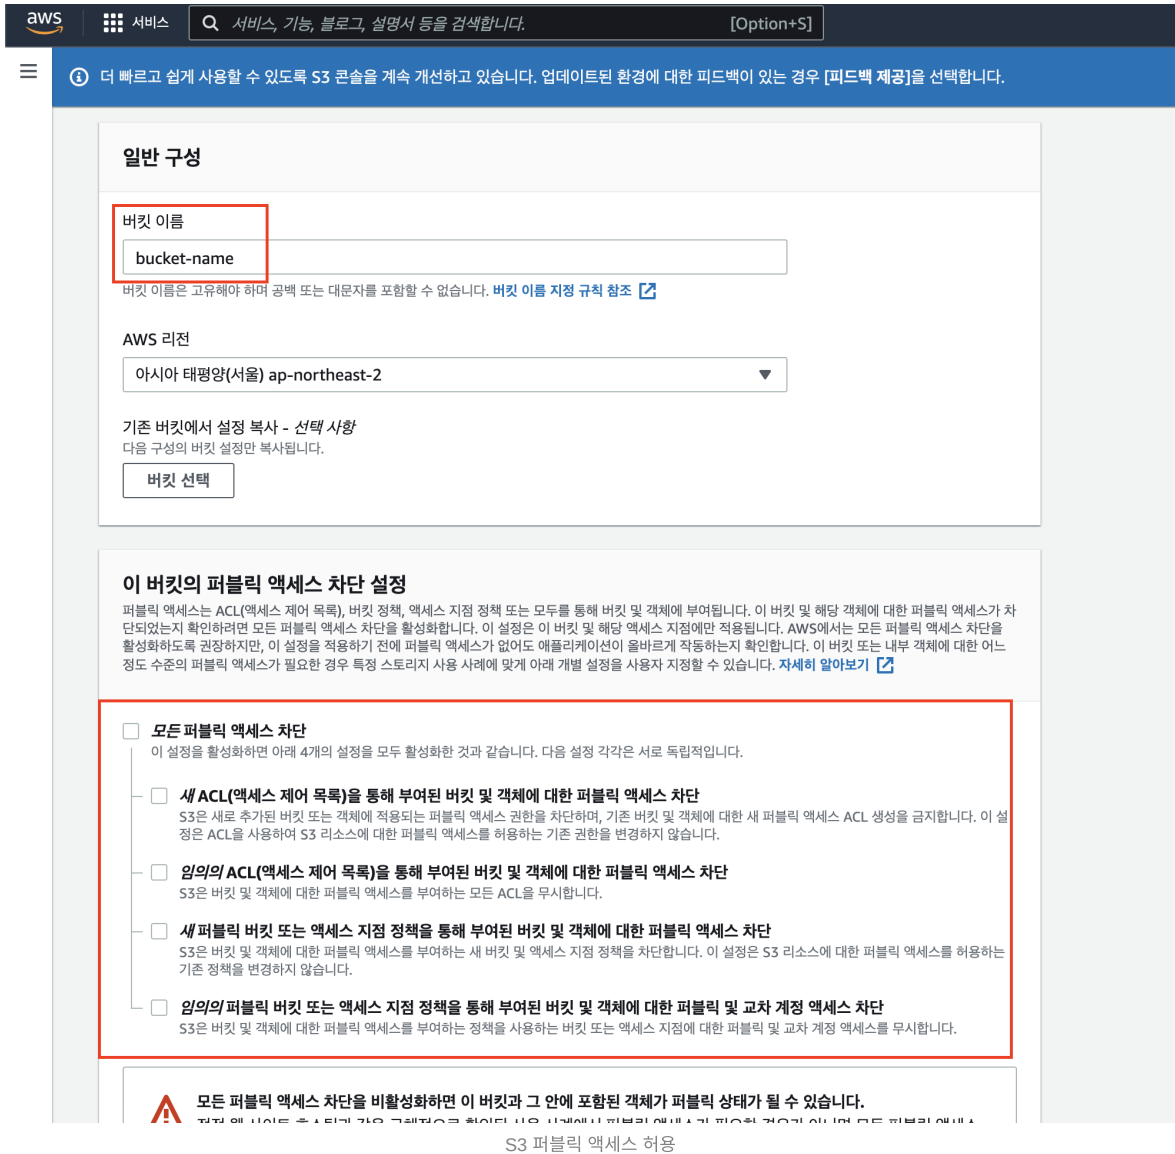 aws 서비스 서비스, 기능, 블로그, 설명서 등을 검색합니다. [Option+S]
더 빠르고 쉽게 사용할 수 있도록 S3 콘솔을 계속 개선하고 있습니다. 업데이트된 환경에 대한 피드백이 있는 경우 [피드백 제공]을 선택합니다.
일반 구성
버킷 이름
bucket-name
버킷 이름은 고유해야 하며 공백 또는 대문자를 포함할 수 없습니다. 버킷 이름 지정 규칙 참조
AWS 리전
아시아 태평양(서울) ap-northeast-2
기존 버킷에서 설정 복사 - 선택 사항
다음 구성의 버킷 설정만 복사됩니다.
버킷 선택
이 버킷의 퍼블릭 액세스 차단 설정
퍼블릭 액세스는 ACL(액세스 제어 목록), 버킷 정책, 액세스 지점 정책 또는 모두를 통해 버킷 및 객체에 부여됩니다. 이 버킷 및 해당 객체에 대한 퍼블릭 액세스가 차
단되었는지 확인하려면 모든 퍼블릭 액세스 차단을 활성화합니다. 이 설정은 이 버킷 및 해당 액세스 지점에만 적용됩니다. AWS에서는 모든 퍼블릭 액세스 차단을
활성화하도록 권장하지만, 이 설정을 적용하기 전에 퍼블릭 액세스가 없어도 애플리케이션이 올바르게 작동하는지 확인합니다. 이 버킷 또는 내부 객체에 대한 어느
정도 수준의 퍼블릭 액세스가 필요한 경우 특정 스토리지 사용 사례에 맞게 아래 개별 설정을 사용자 지정할 수 있습니다. 자세히 알아보기
모든 퍼블릭 액세스 차단
이 설정을 활성화하면 아래 4개의 설정을 모두 활성화한 것과 같습니다. 다음 설정 각각은 서로 독립적입니다.
새 ACL(액세스 제어 목록)을 통해 부여된 버킷 및 객체에 대한 퍼블릭 액세스 차단
S3은 새로 추가된 버킷 또는 객체에 적용되는 퍼블릭 액세스 권한을 차단하며, 기존 버킷 및 객체에 대한 새 퍼블릭 액세스 ACL 생성을 금지합니다. 이 설
정은 ACL을 사용하여 S3 리소스에 대한 퍼블릭 액세스를 허용하는 기존 권한을 변경하지 않습니다.
임의의 ACL(액세스 제어 목록)을 통해 부여된 버킷 및 객체에 대한 퍼블릭 액세스 차단
S3은 버킷 및 객체에 대한 퍼블릭 액세스를 부여하는 모든 ACL을 무시합니다.
새 퍼블릭 버킷 또는 액세스 지점 정책을 통해 부여된 버킷 및 객체에 대한 퍼블릭 액세스 차단
S3은 버킷 및 객체에 대한 퍼블릭 액세스를 부여하는 새 버킷 및 액세스 지점 정책을 차단합니다. 이 설정은 S3 리소스에 대한 퍼블릭 액세스를 허용하는
기존 정책을 변경하지 않습니다.
임의의 퍼블릭 버킷 또는 액세스 지점 정책을 통해 부여된 버킷 및 객체에 대한 퍼블릭 및 교차 계정 액세스 차단
S3은 버킷 및 객체에 대한 퍼블릭 액세스를 부여하는 정책을 사용하는 버킷 또는 액세스 지점에 대한 퍼블릭 및 교차 계정 액세스를 무시합니다.
모든 퍼블릭 액세스 차단을 비활성화하면 이 버킷과 그 안에 포함된 객체가 퍼블릭 상태가 될 수 있습니다.
S3 퍼블릭 액세스 허용